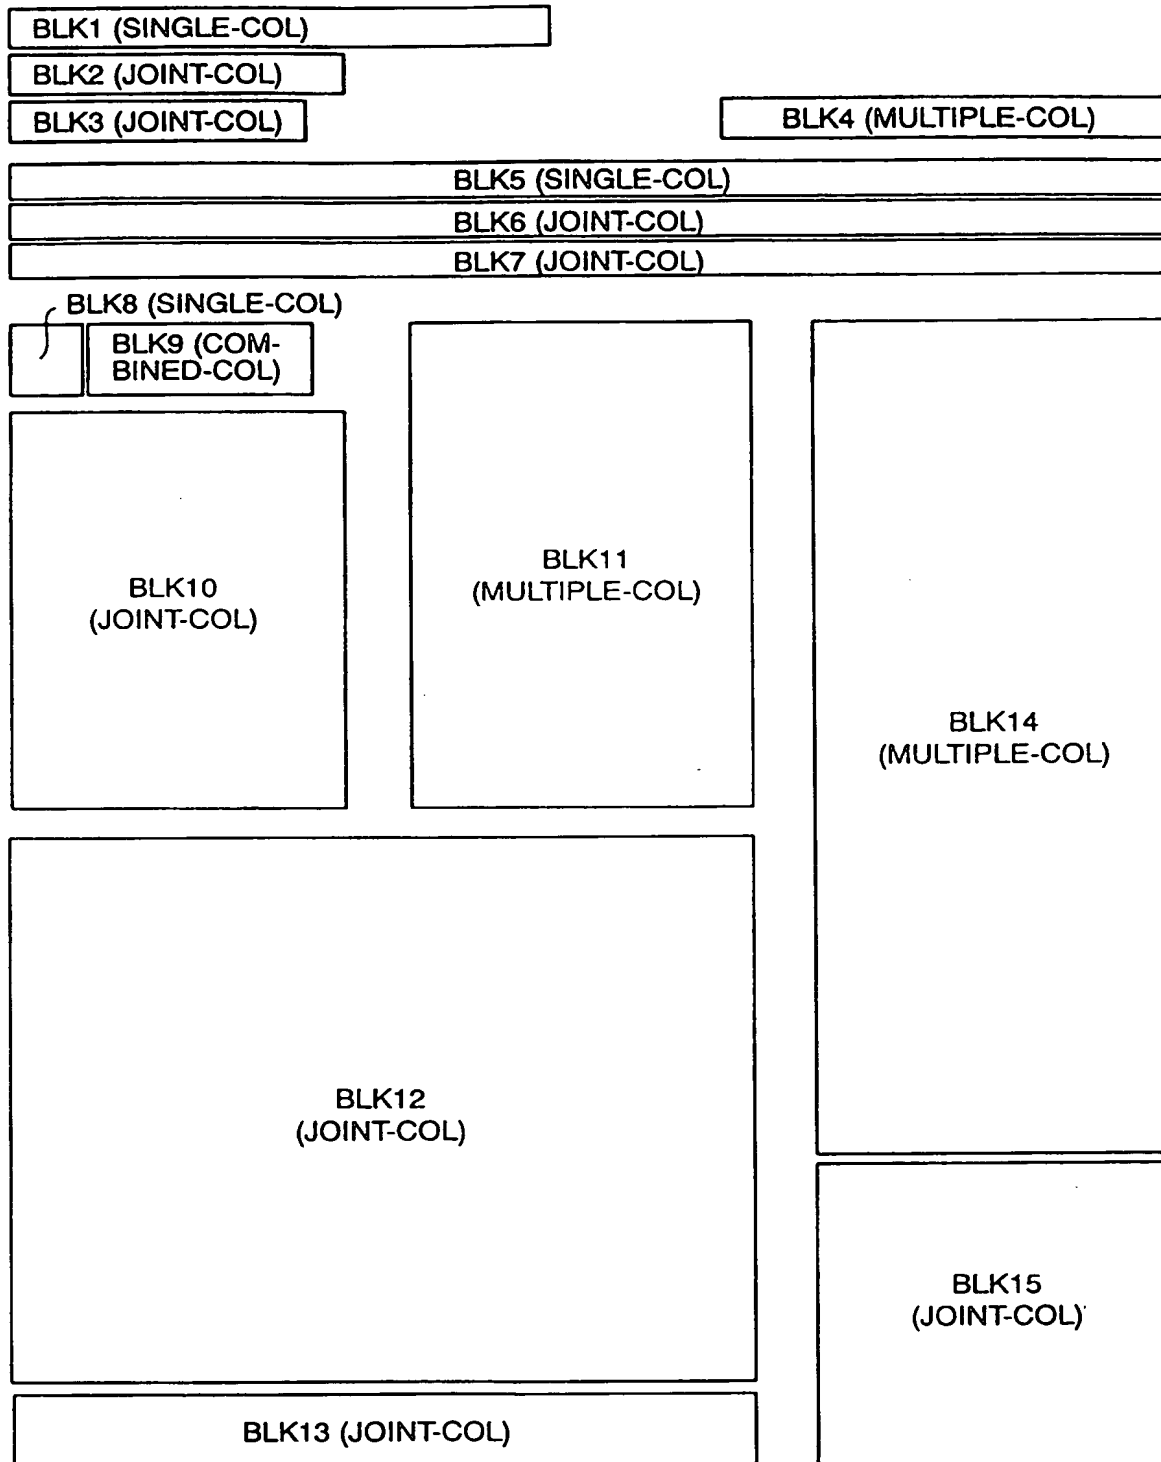 BLK1 (SINGLE-COL)
BLK2 (JOINT-COL)
BLK3 (JOINT-COL)
BLK4 (MULTIPLE-COL)
BLK5 (SINGLE-COL)
BLK6 (JOINT-COL)
BLK7 (JOINT-COL)
BLK8 (SINGLE-COL)
BLK9 (COM-
BINED-COL)
BLK10
(JOINT-COL)
BLK11
(MULTIPLE-COL)
BLK12
(JOINT-COL)
BLK13 (JOINT-COL)
BLK14
(MULTIPLE-COL)
BLK15
(JOINT-COL)